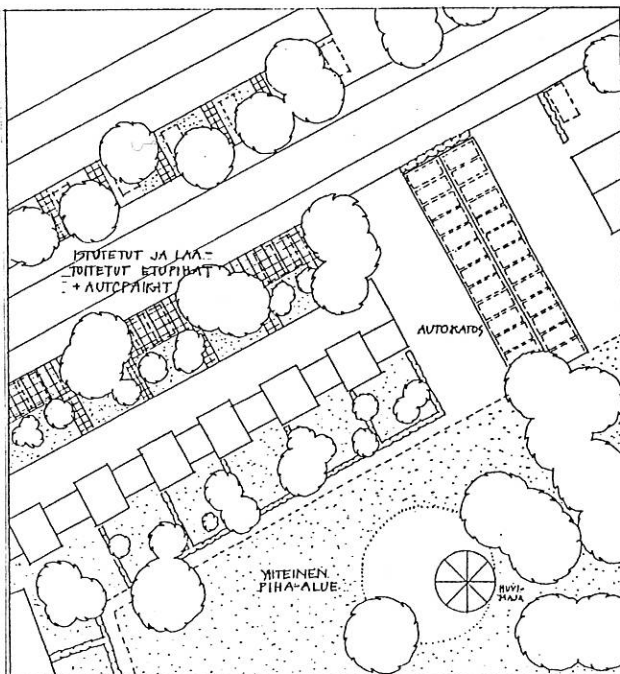 ISTUTETUT JA LAA-
TOITETUT ETUPIHAT
+ AUTOPAIKAT
AUTOKATOS
YHTEINEN
PIHA-ALUE
HUVI-
MAJA